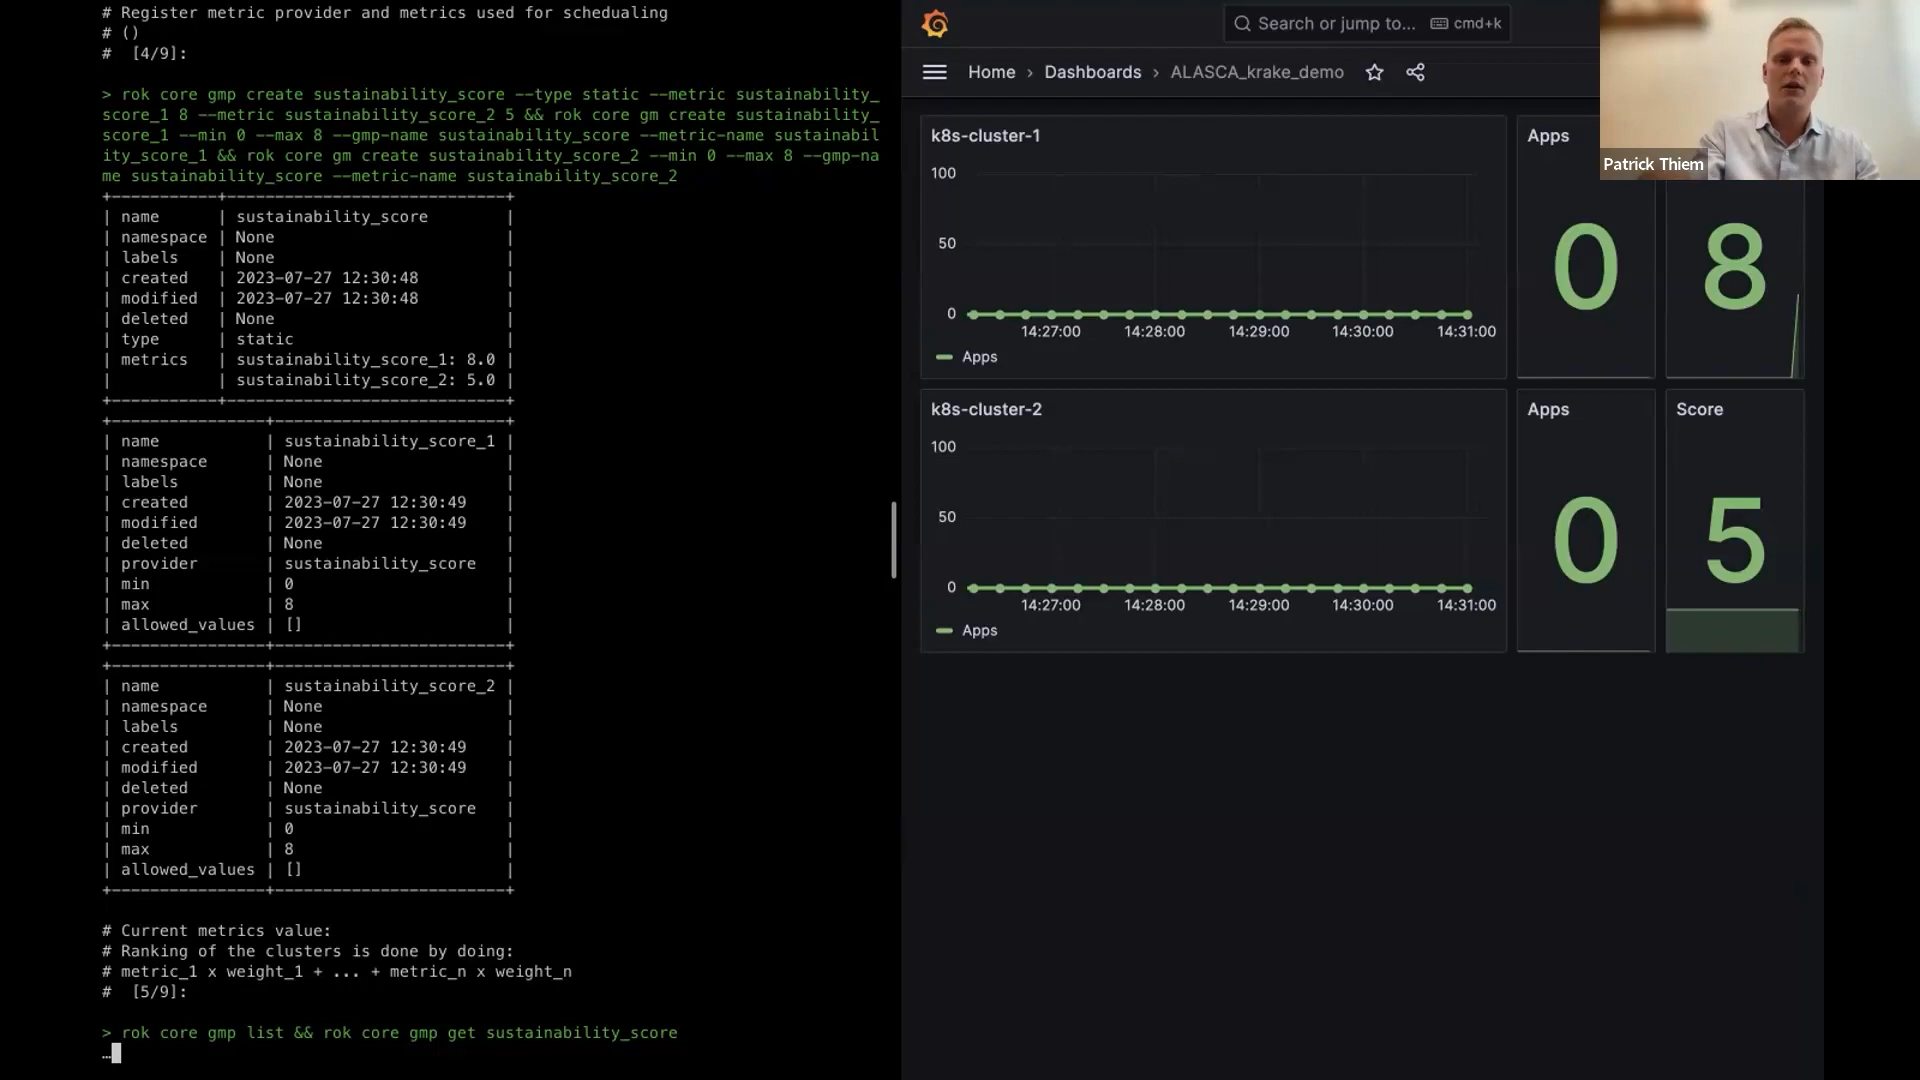 # Register metric provider and metrics used for schedualing
# ()
#  [4/9]:
> rok core gmp create sustainability_score --type static --metric sustainability_
score_1 8 --metric sustainability_score_2 5 && rok core gm create sustainability_
score_1 --min 0 --max 8 --gmp-name sustainability_score --metric-name sustainabil
ity_score_1 && rok core gm create sustainability_score_2 --min 0 --max 8 --gmp-na
me sustainability_score --metric-name sustainability_score_2
+-----------+------------------------------+
| name      | sustainability_score         |
| namespace | None                         |
| labels    | None                         |
| created   | 2023-07-27 12:30:48          |
| modified  | 2023-07-27 12:30:48          |
| deleted   | None                         |
| type      | static                       |
| metrics   | sustainability_score_1: 8.0  |
|           | sustainability_score_2: 5.0  |
+-----------+------------------------------+
+----------------+-------------------------+
| name           | sustainability_score_1  |
| namespace      | None                    |
| labels         | None                    |
| created        | 2023-07-27 12:30:49     |
| modified       | 2023-07-27 12:30:49     |
| deleted        | None                    |
| provider       | sustainability_score    |
| min            | 0                       |
| max            | 8                       |
| allowed_values | []                      |
+----------------+-------------------------+
+----------------+-------------------------+
| name           | sustainability_score_2  |
| namespace      | None                    |
| labels         | None                    |
| created        | 2023-07-27 12:30:49     |
| modified       | 2023-07-27 12:30:49     |
| deleted        | None                    |
| provider       | sustainability_score    |
| min            | 0                       |
| max            | 8                       |
| allowed_values | []                      |
+----------------+-------------------------+
# Current metrics value:
# Ranking of the clusters is done by doing:
# metric_1 x weight_1 + ... + metric_n x weight_n
#  [5/9]:
> rok core gmp list && rok core gmp get sustainability_score
…
Search or jump to... cmd+k
Home › Dashboards › ALASCA_krake_demo
Patrick Thiem
k8s-cluster-1
100
50
0
14:27:00 14:28:00 14:29:00 14:30:00 14:31:00
Apps
Apps
0
8
k8s-cluster-2
100
50
0
14:27:00 14:28:00 14:29:00 14:30:00 14:31:00
Apps
Apps
0
Score
5